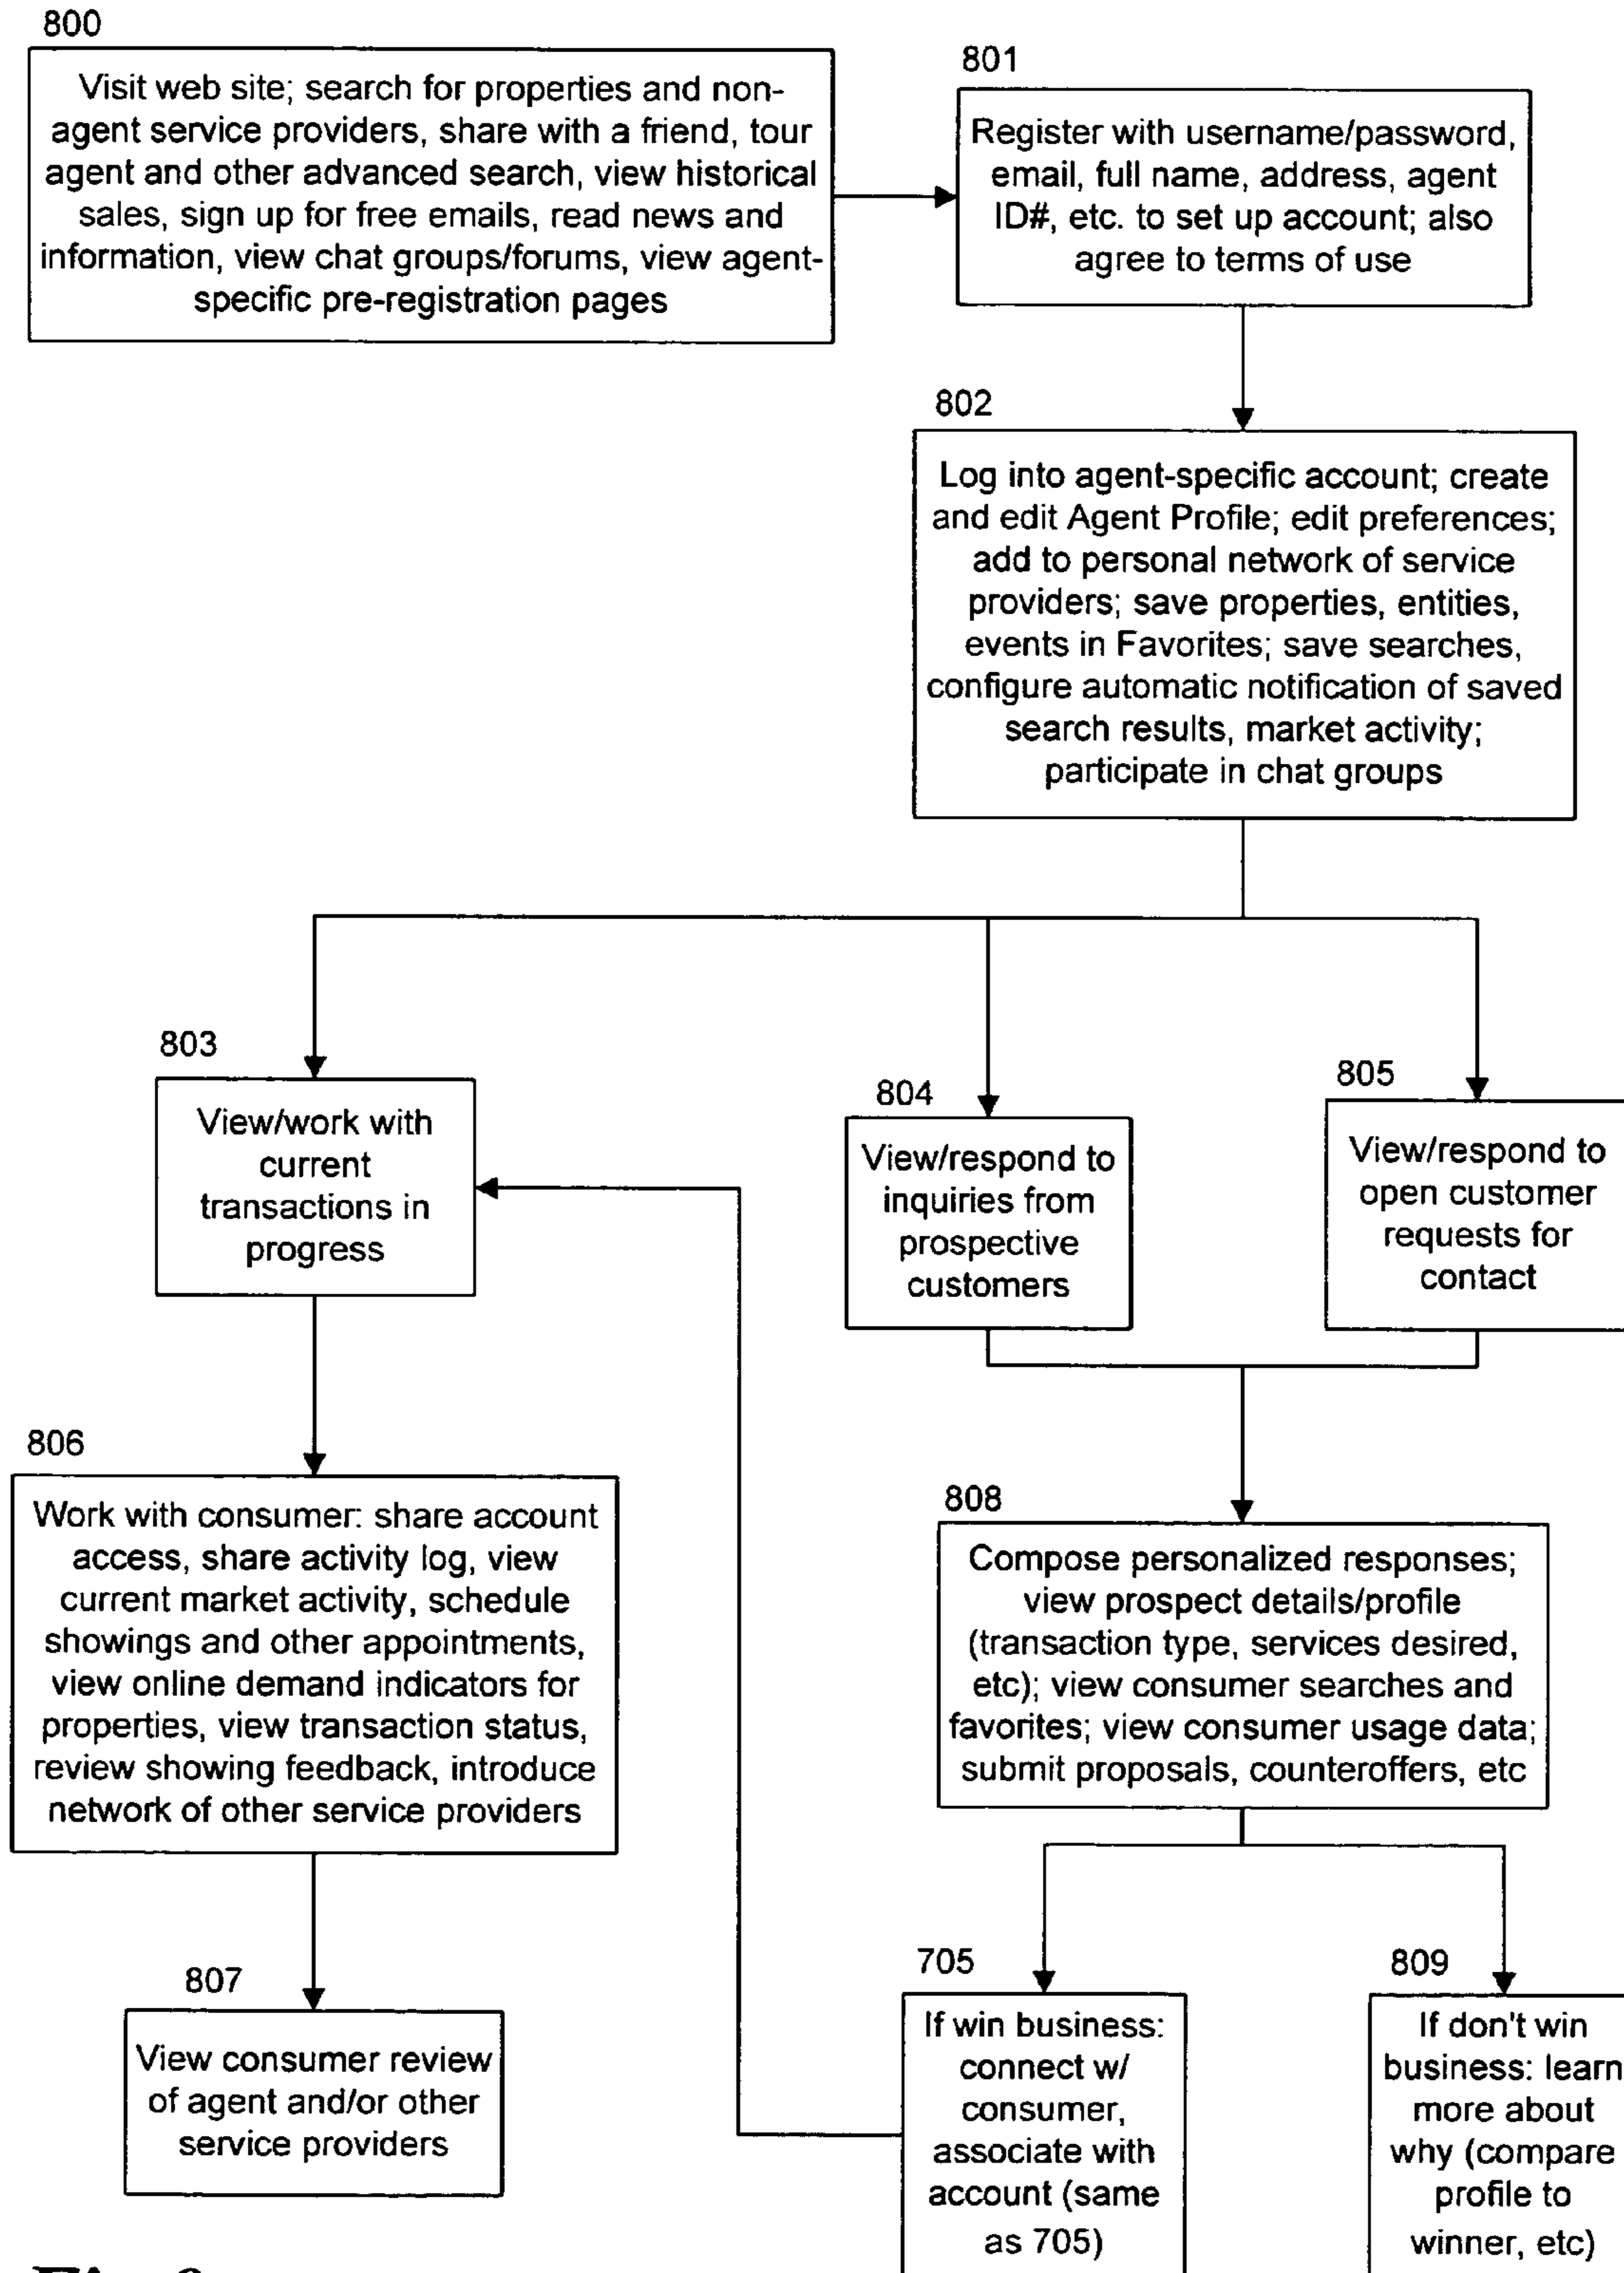 800
Visit web site; search for properties and non-
agent service providers, share with a friend, tour
agent and other advanced search, view historical
sales, sign up for free emails, read news and
information, view chat groups/forums, view agent-
specific pre-registration pages
801
Register with username/password,
email, full name, address, agent
ID#, etc. to set up account; also
agree to terms of use
802
Log into agent-specific account; create
and edit Agent Profile; edit preferences;
add to personal network of service
providers; save properties, entities,
events in Favorites; save searches,
configure automatic notification of saved
search results, market activity;
participate in chat groups
803
View/work with
current
transactions in
progress
804
View/respond to
inquiries from
prospective
customers
805
View/respond to
open customer
requests for
contact
806
Work with consumer: share account
access, share activity log, view
current market activity, schedule
showings and other appointments,
view online demand indicators for
properties, view transaction status,
review showing feedback, introduce
network of other service providers
808
Compose personalized responses;
view prospect details/profile
(transaction type, services desired,
etc); view consumer searches and
favorites; view consumer usage data;
submit proposals, counteroffers, etc
807
View consumer review
of agent and/or other
service providers
705
If win business:
connect w/
consumer,
associate with
account (same
as 705)
809
If don't win
business: learn
more about
why (compare
profile to
winner, etc)